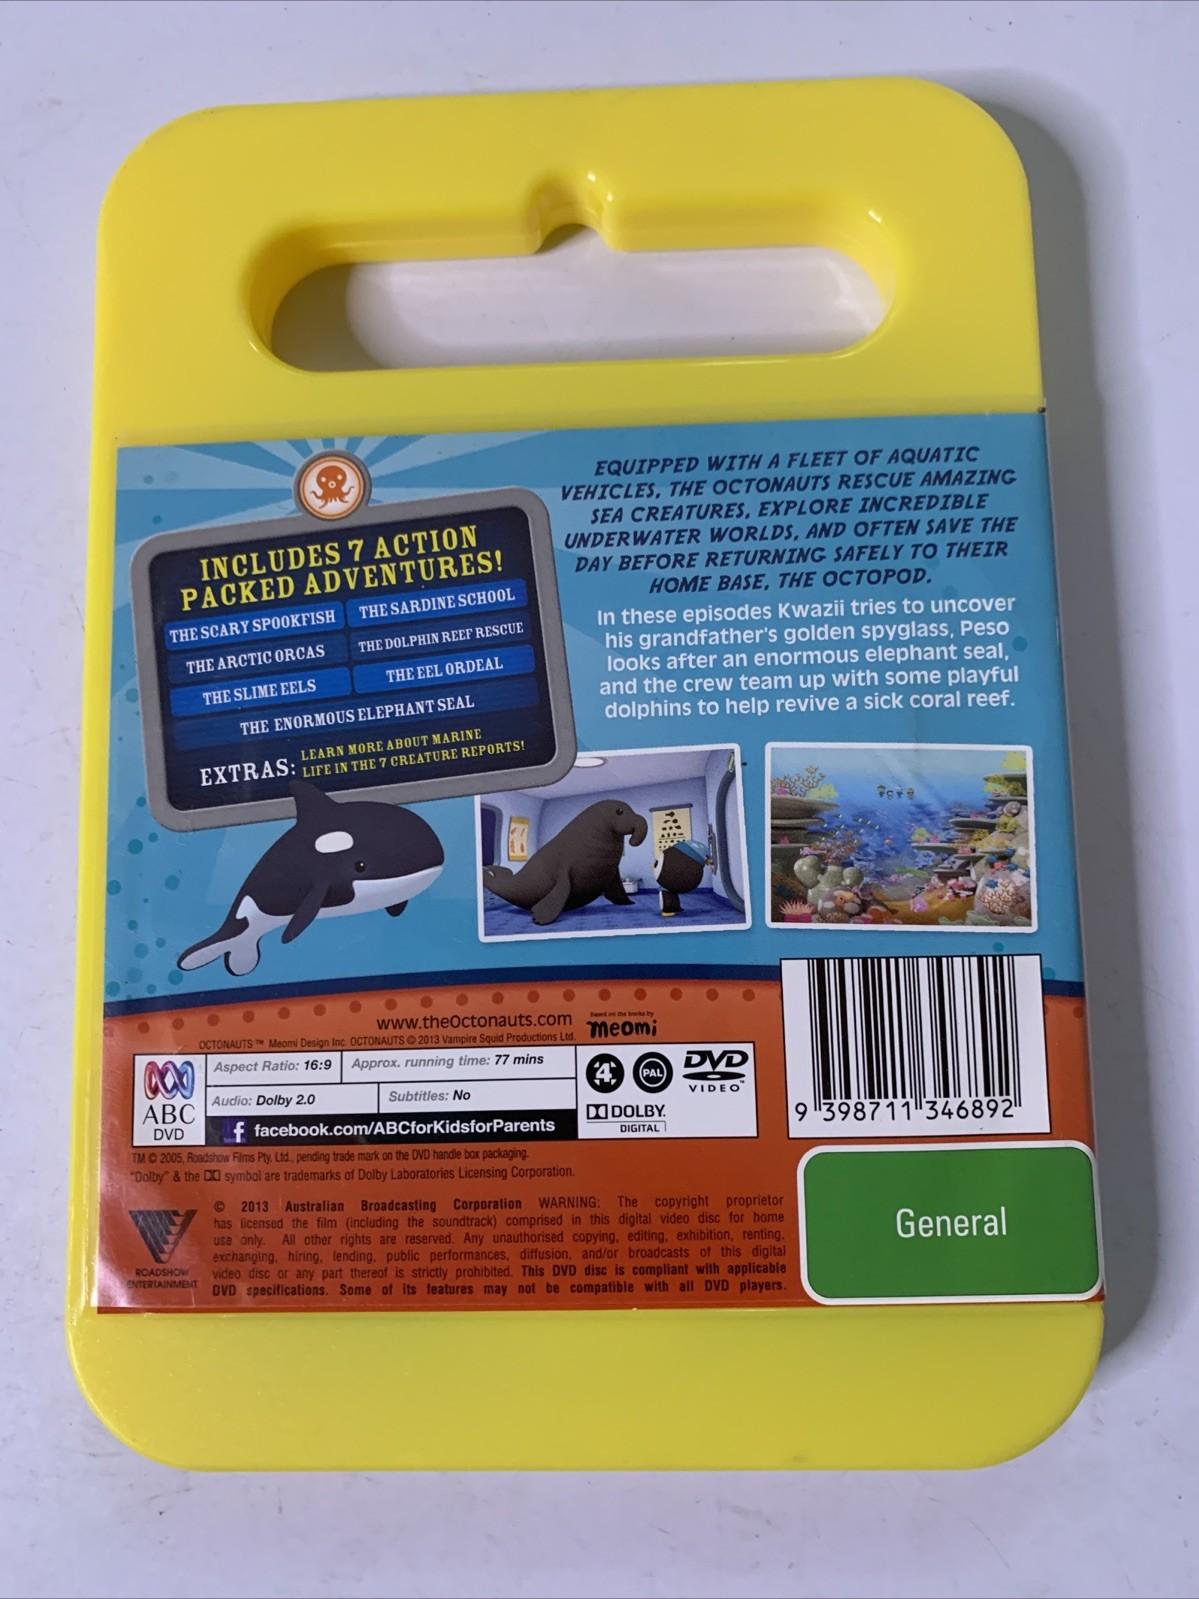 INCLUDES 7 ACTION
PACKED ADVENTURES!
THE SCARY SPOOKFISH
THE SARDINE SCHOOL
THE ARCTIC ORCAS
THE DOLPHIN REEF RESCUE
THE SLIME EELS
THE EEL ORDEAL
THE ENORMOUS ELEPHANT SEAL
EXTRAS: LEARN MORE ABOUT MARINE
LIFE IN THE 7 CREATURE REPORTS!
EQUIPPED WITH A FLEET OF AQUATIC
VEHICLES, THE OCTONAUTS RESCUE AMAZING
SEA CREATURES, EXPLORE INCREDIBLE
UNDERWATER WORLDS, AND OFTEN SAVE THE
DAY BEFORE RETURNING SAFELY TO THEIR
HOME BASE, THE OCTOPOD.
In these episodes Kwazii tries to uncover
his grandfather's golden spyglass, Peso
looks after an enormous elephant seal,
and the crew team up with some playful
dolphins to help revive a sick coral reef.
www.theOctonauts.com
Based on the books by
meomi
OCTONAUTS ™ Meomi Design Inc. OCTONAUTS © 2013 Vampire Squid Productions Ltd.
ABC
DVD
Aspect Ratio: 16:9
Approx. running time: 77 mins
Audio: Dolby 2.0
Subtitles: No
f facebook.com/ABCforKidsforParents
4
PAL
DVD
VIDEO™
DOLBY.
DIGITAL
9 398711 346892
TM © 2005, Roadshow Films Pty. Ltd., pending trade mark on the DVD handle box packaging.
"Dolby" & the symbol are trademarks of Dolby Laboratories Licensing Corporation.
ROADSHOW
ENTERTAINMENT
© 2013 Australian Broadcasting Corporation WARNING: The copyright proprietor
has licensed the film (including the soundtrack) comprised in this digital video disc for home
use only. All other rights are reserved. Any unauthorised copying, editing, exhibition, renting,
exchanging, hiring, lending, public performances, diffusion, and/or broadcasts of this digital
video disc or any part thereof is strictly prohibited. This DVD disc is compliant with applicable
DVD specifications. Some of its features may not be compatible with all DVD players.
General